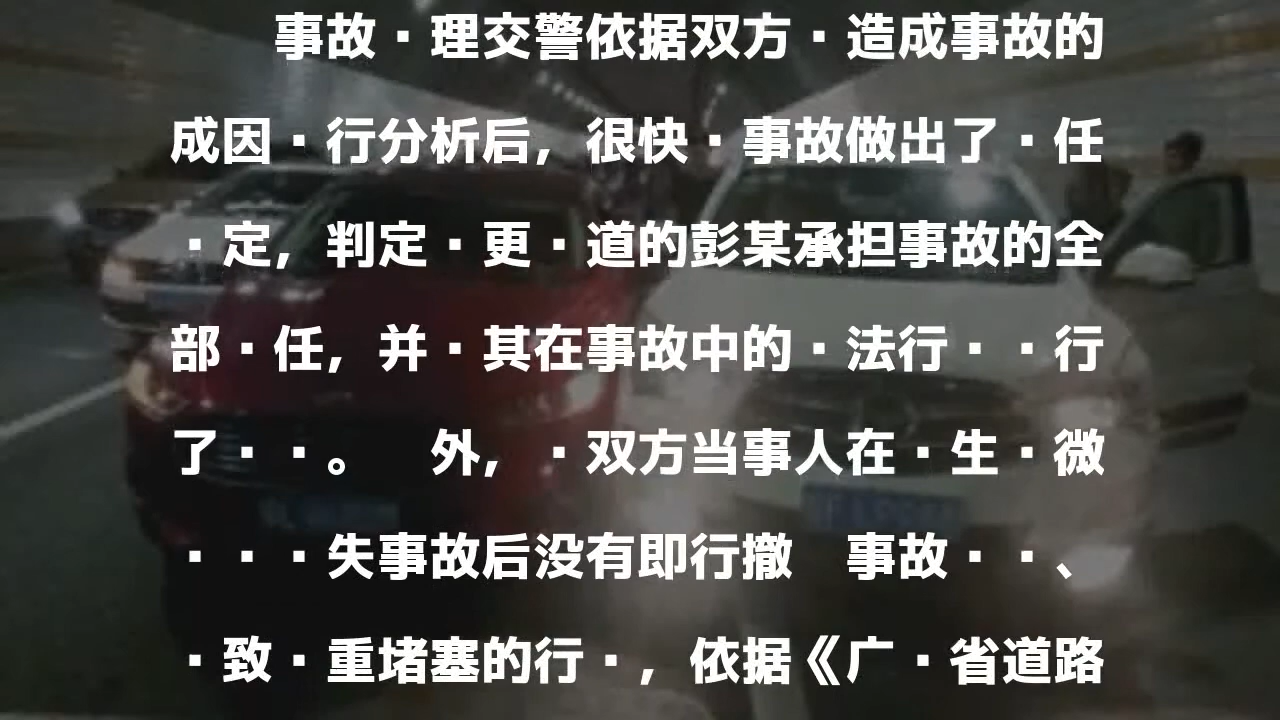 事故·理交警依据双方·造成事故的
成因·行分析后，很快·事故做出了·任
·定，判定·更·道的彭某承担事故的全
部·任，并·其在事故中的·法行··行
了··。　外，·双方当事人在·生·微
···失事故后没有即行撤　事故··、
·致·重堵塞的行·，依据《广·省道路